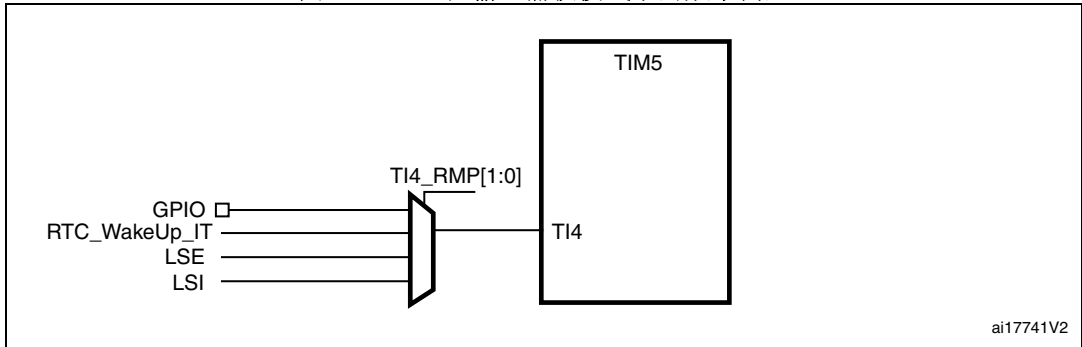 TIM5
TI4_RMP[1:0]
GPIO
RTC_WakeUp_IT
TI4
LSE
LSI
ai17741V2